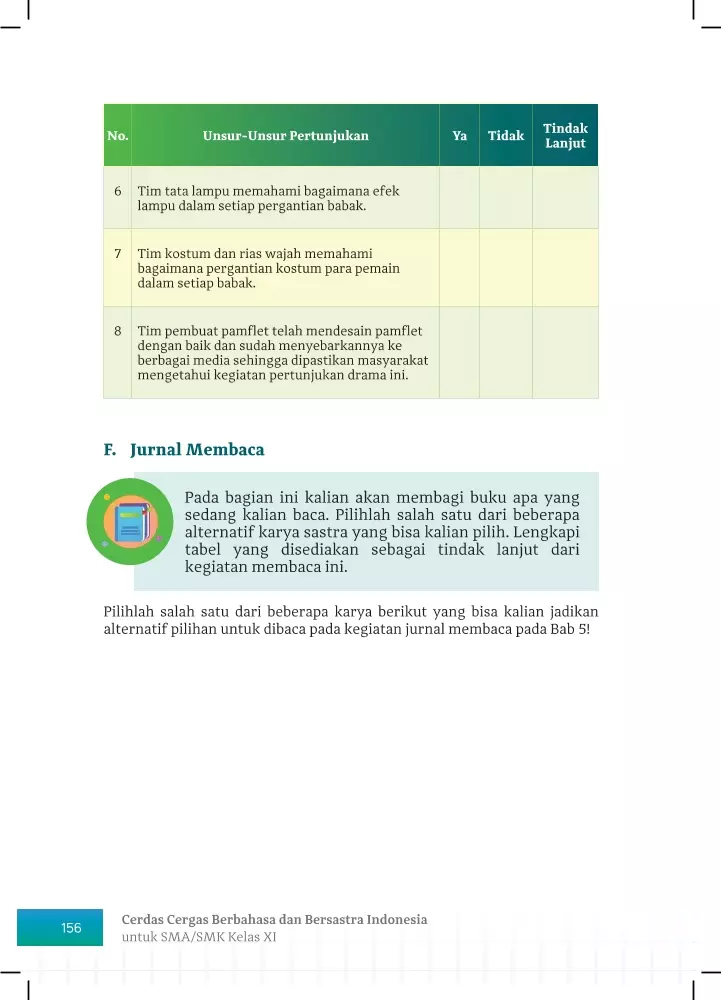 No. Unsur-Unsur Pertunjukan Ya Tidak Tindak
Lanjut
6 Tim tata lampu memahami bagaimana efek
lampu dalam setiap pergantian babak.
7 Tim kostum dan rias wajah memahami
bagaimana pergantian kostum para pemain
dalam setiap babak.
8 Tim pembuat pamflet telah mendesain pamflet
dengan baik dan sudah menyebarkannya ke
berbagai media sehingga dipastikan masyarakat
mengetahui kegiatan pertunjukan drama ini.
F. Jurnal Membaca
Pada bagian ini kalian akan membagi buku apa yang
sedang kalian baca. Pilihlah salah satu dari beberapa
alternatif karya sastra yang bisa kalian pilih. Lengkapi
tabel yang disediakan sebagai tindak lanjut dari
kegiatan membaca ini.
Pilihlah salah satu dari beberapa karya berikut yang bisa kalian jadikan
alternatif pilihan untuk dibaca pada kegiatan jurnal membaca pada Bab 5!
156
Cerdas Cergas Berbahasa dan Bersastra Indonesia
untuk SMA/SMK Kelas XI